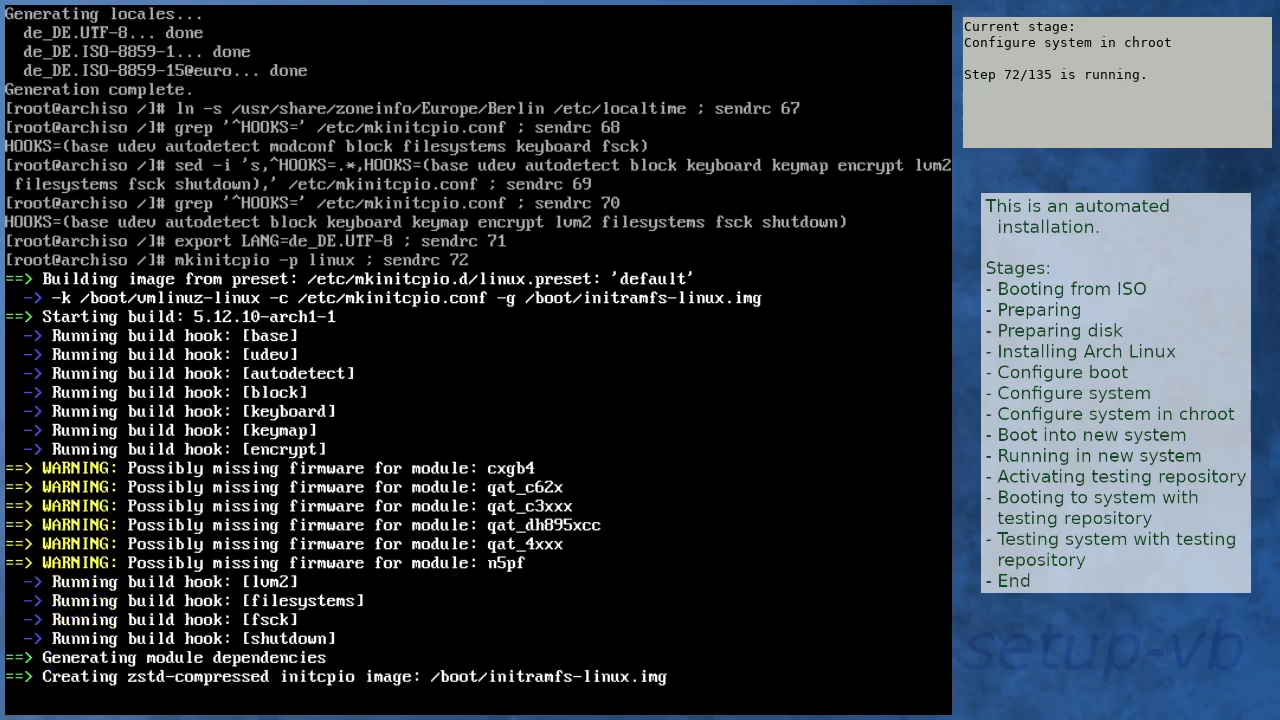 Generating locales...
de_DE.UTF-8... done
de_DE.ISO-8859-1... done
de_DE.ISO-8859-15@euro... done
Generation complete.
[root@archiso /]# ln -s /usr/share/zoneinfo/Europe/Berlin /etc/localtime ; sendrc 67
[root@archiso /]# grep '^HOOKS=' /etc/mkinitcpio.conf ; sendrc 68
HOOKS=(base udev autodetect modconf block filesystems keyboard fsck)
[root@archiso /]# sed -i 's,^HOOKS=.*,HOOKS=(base udev autodetect block keyboard keymap encrypt lvm2
filesystems fsck shutdown),' /etc/mkinitcpio.conf ; sendrc 69
[root@archiso /]# grep '^HOOKS=' /etc/mkinitcpio.conf ; sendrc 70
HOOKS=(base udev autodetect block keyboard keymap encrypt lvm2 filesystems fsck shutdown)
[root@archiso /]# export LANG=de_DE.UTF-8 ; sendrc 71
[root@archiso /]# mkinitcpio -p linux ; sendrc 72
==> Building image from preset: /etc/mkinitcpio.d/linux.preset: 'default'
-> -k /boot/vmlinuz-linux -c /etc/mkinitcpio.conf -g /boot/initramfs-linux.img
==> Starting build: 5.12.10-arch1-1
-> Running build hook: [base]
-> Running build hook: [udev]
-> Running build hook: [autodetect]
-> Running build hook: [block]
-> Running build hook: [keyboard]
-> Running build hook: [keymap]
-> Running build hook: [encrypt]
==> WARNING: Possibly missing firmware for module: cxgb4
==> WARNING: Possibly missing firmware for module: qat_c62x
==> WARNING: Possibly missing firmware for module: qat_c3xxx
==> WARNING: Possibly missing firmware for module: qat_dh895xcc
==> WARNING: Possibly missing firmware for module: qat_4xxx
==> WARNING: Possibly missing firmware for module: n5pf
-> Running build hook: [lvm2]
-> Running build hook: [filesystems]
-> Running build hook: [fsck]
-> Running build hook: [shutdown]
==> Generating module dependencies
==> Creating zstd-compressed initcpio image: /boot/initramfs-linux.img
Current stage:
Configure system in chroot
Step 72/135 is running.
This is an automated
installation.
Stages:
- Booting from ISO
- Preparing
- Preparing disk
- Installing Arch Linux
- Configure boot
- Configure system
- Configure system in chroot
- Boot into new system
- Running in new system
- Activating testing repository
- Booting to system with
testing repository
- Testing system with testing
repository
- End
setup-vb